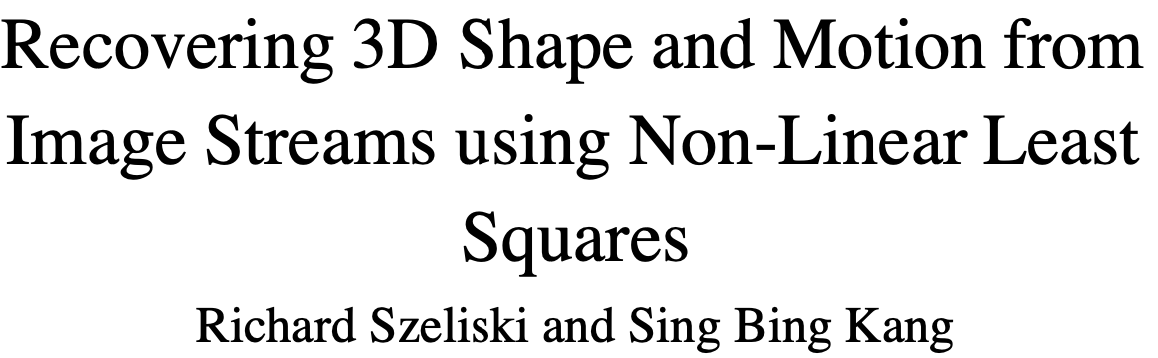 Recovering 3D Shape and Motion from
Image Streams using Non-Linear Least
Squares
Richard Szeliski and Sing Bing Kang